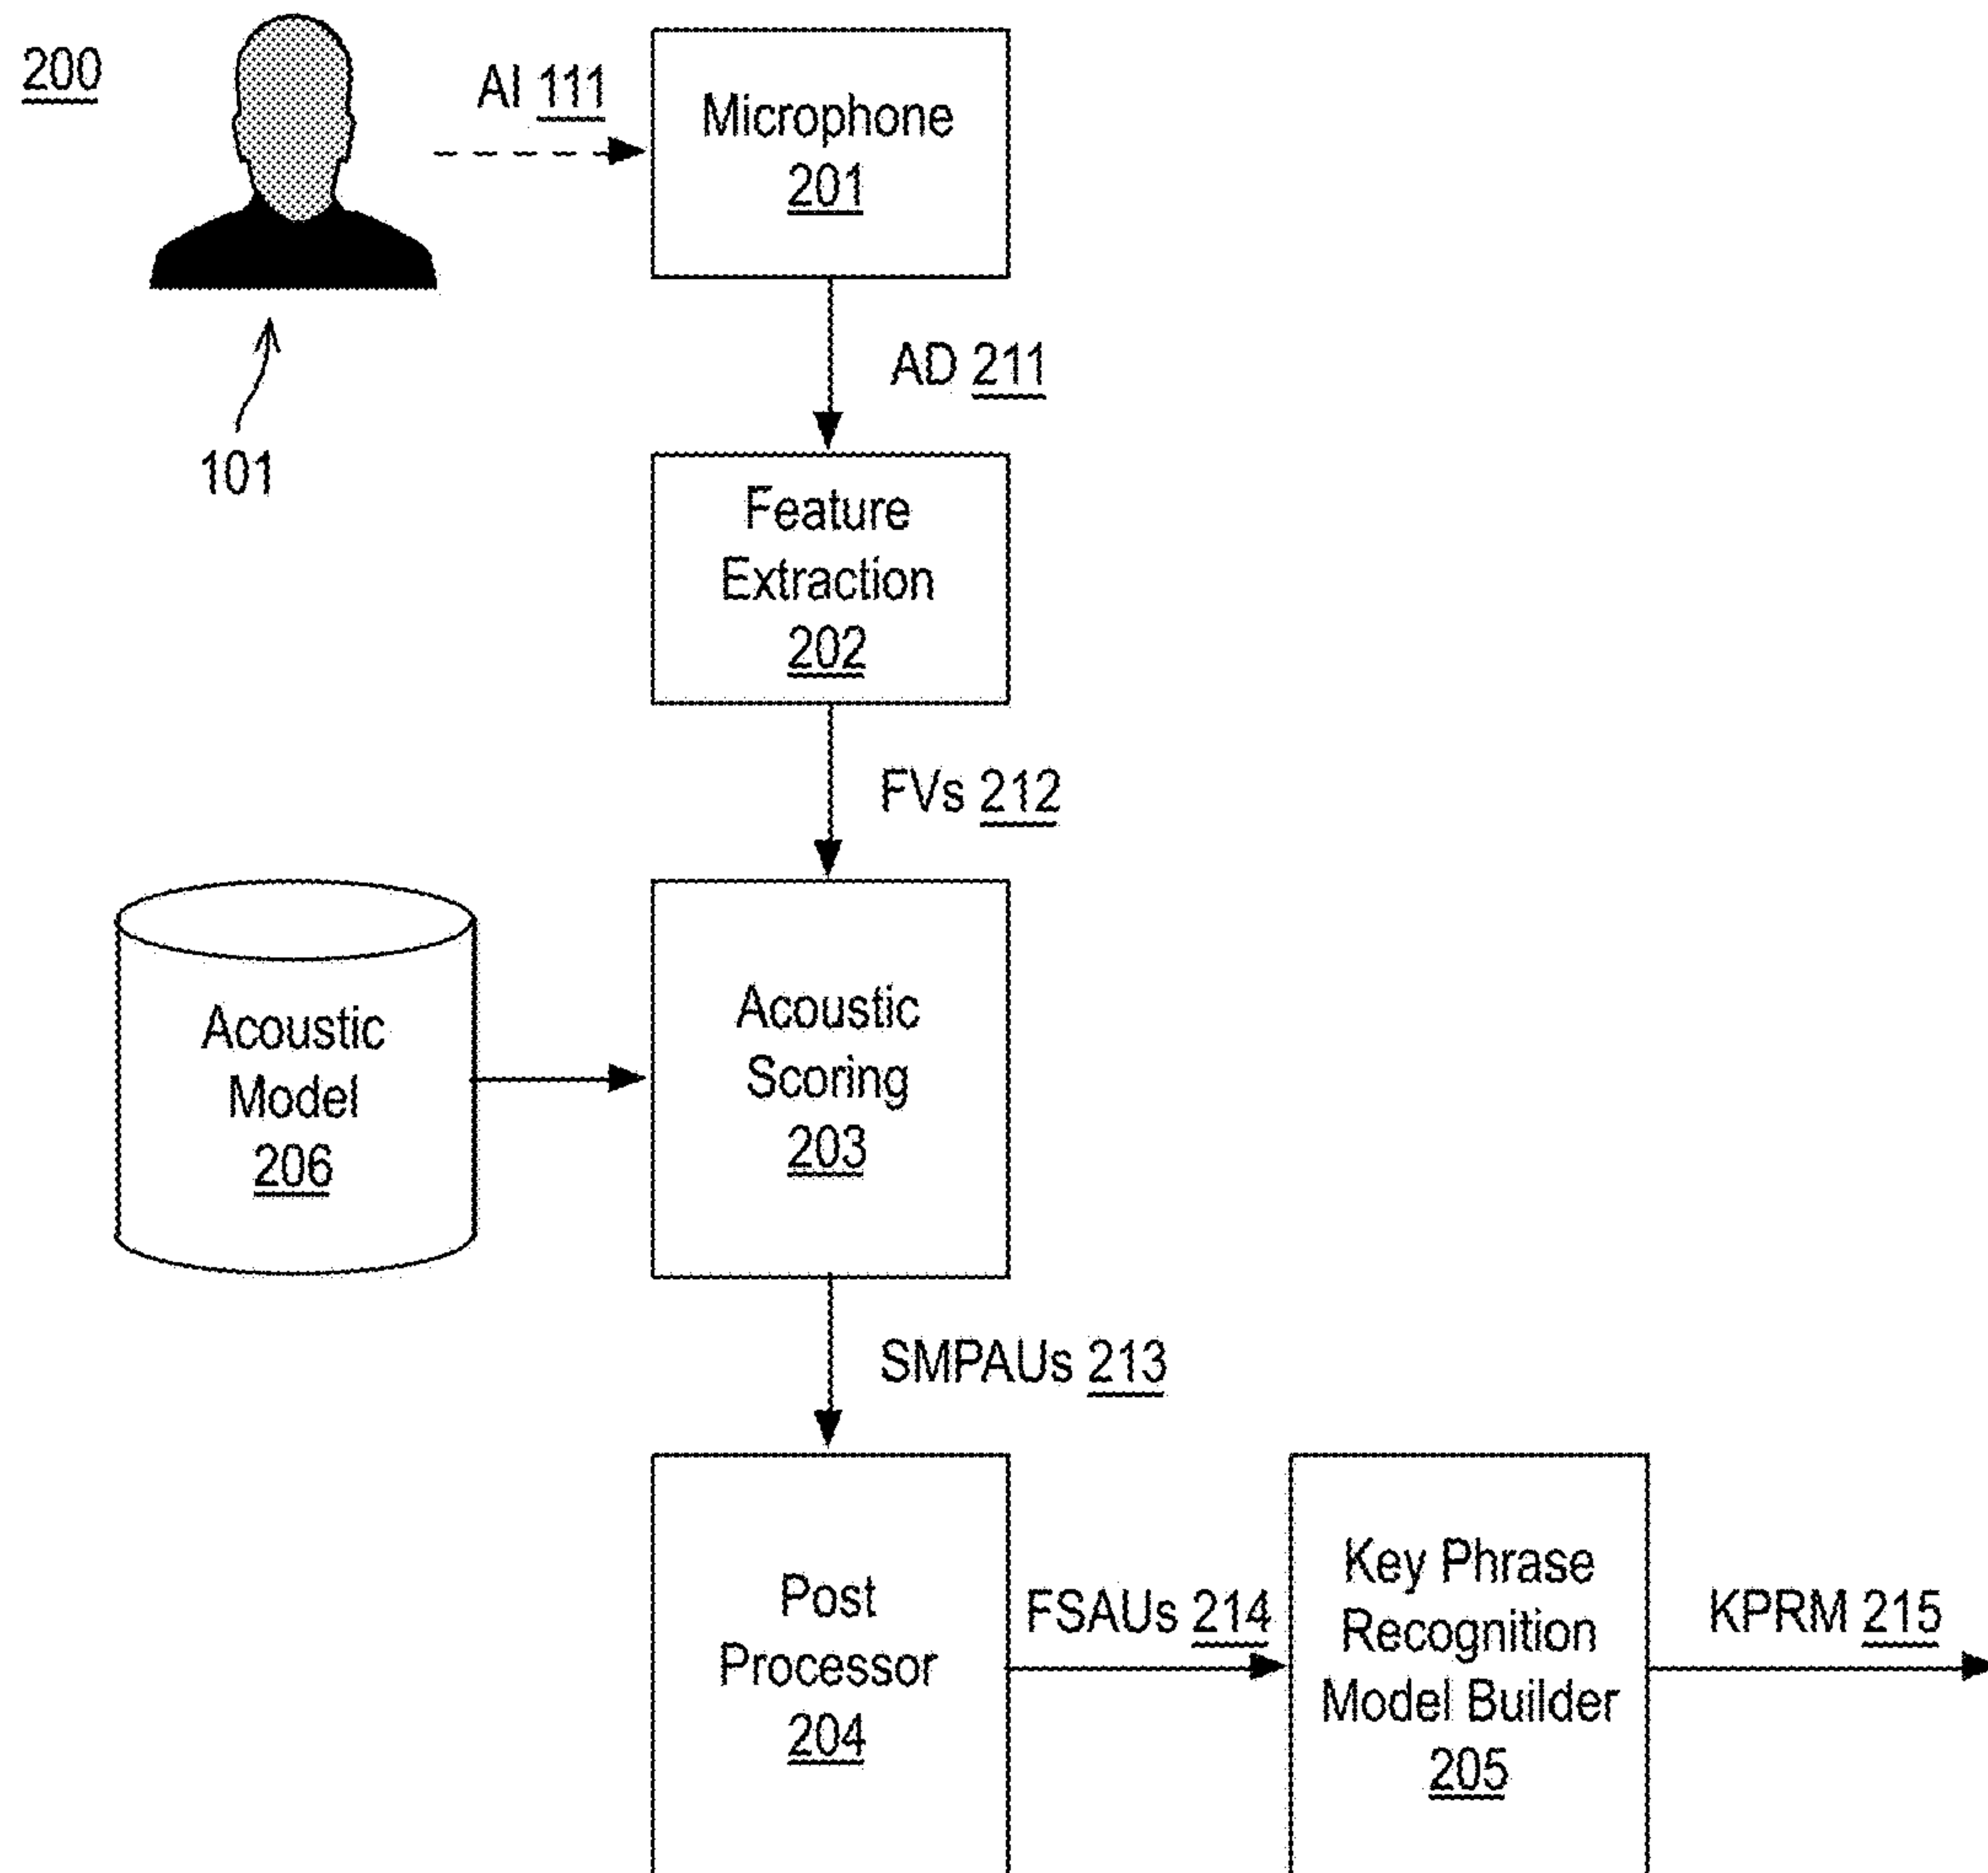 200
AI 111
Microphone
201
101
AD 211
Feature
Extraction
202
FVs 212
Acoustic
Model
206
Acoustic
Scoring
203
SMPAUs 213
Post
Processor
204
FSAUs 214
Key Phrase
Recognition
Model Builder
205
KPRM 215